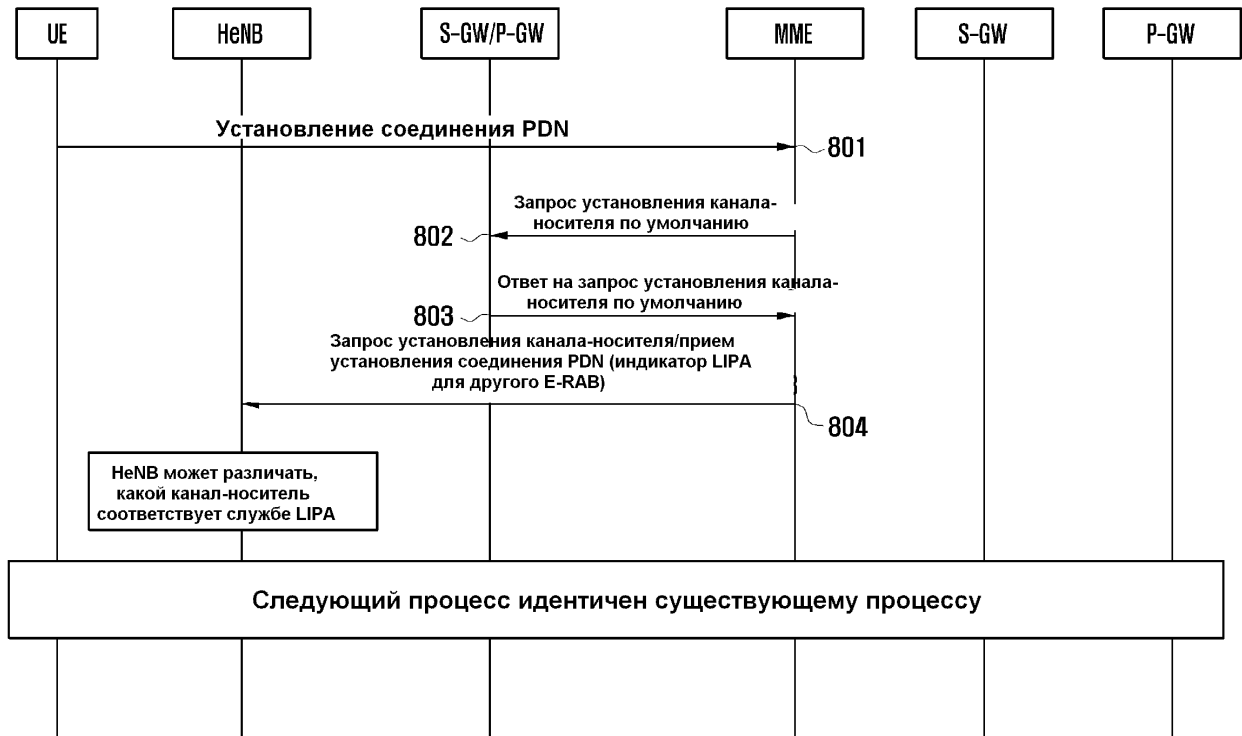 UE
HeNB
S-GW/P-GW
MME
S-GW
P-GW
Установление соединения PDN
801
Запрос установления канала-
носителя по умолчанию
802
Ответ на запрос установления канала-
носителя по умолчанию
803
Запрос установления канала-носителя/прием
установления соединения PDN (индикатор LIPA
для другого E-RAB)
804
HeNB может различать,
какой канал-носитель
соответствует службе LIPA
Следующий процесс идентичен существующему процессу